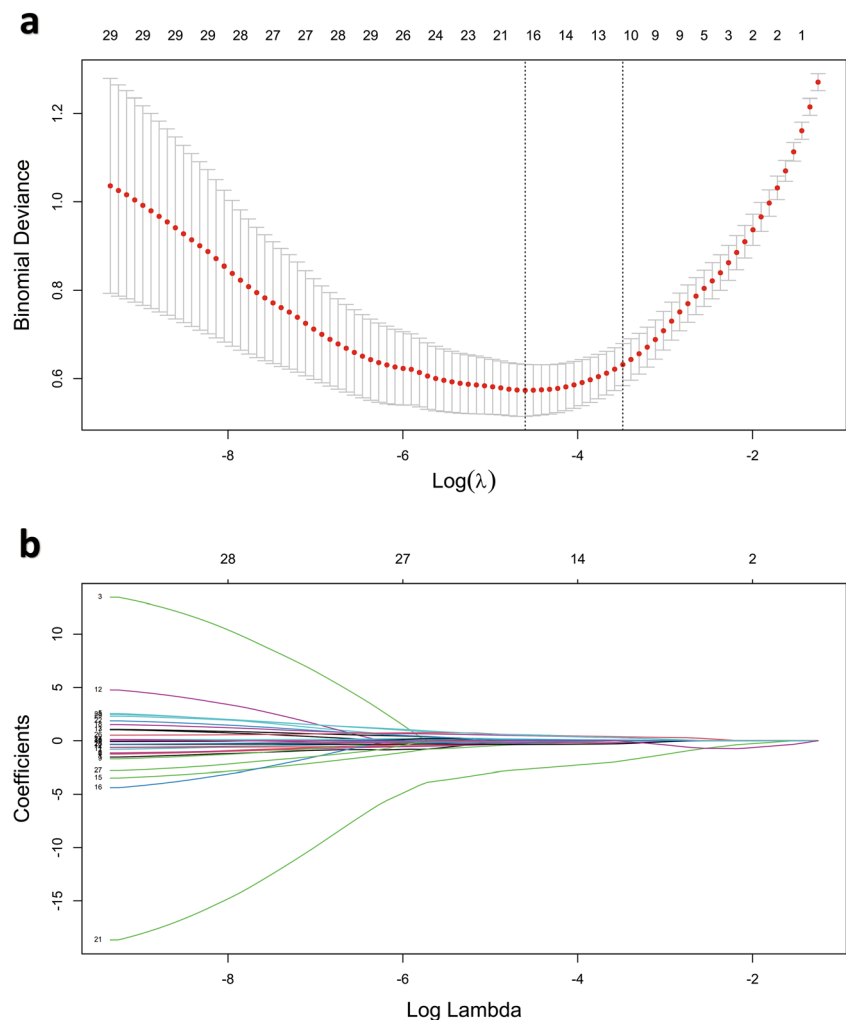 a
29 29 29 29 28 27 27 28 29 26 24 23 21 16 14 13 10 9 9 5 3 2 2 1
Binomial Deviance
1.2
1.0
0.8
0.6
-8 -6 -4 -2
Log(λ)
b
28 27 14 2
Coefficients
10
5
0
-5
-10
-15
3
12
27
15
16
21
-8 -6 -4 -2
Log Lambda